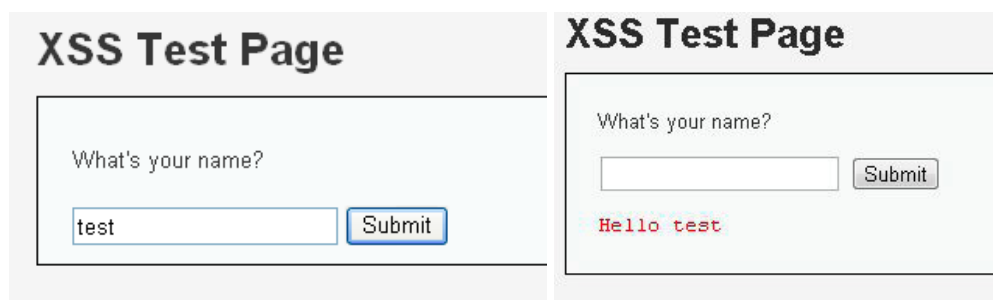 XSS Test Page
What's your name?
test Submit
XSS Test Page
What's your name?
Submit
Hello test